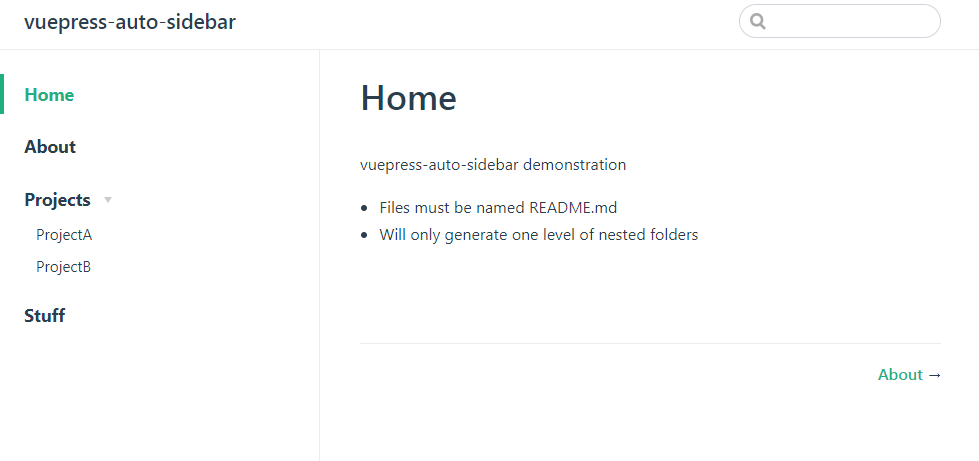 vuepress-auto-sidebar
Home
About
Projects
ProjectA
ProjectB
Stuff
Home
vuepress-auto-sidebar demonstration
Files must be named README.md
Will only generate one level of nested folders
About →